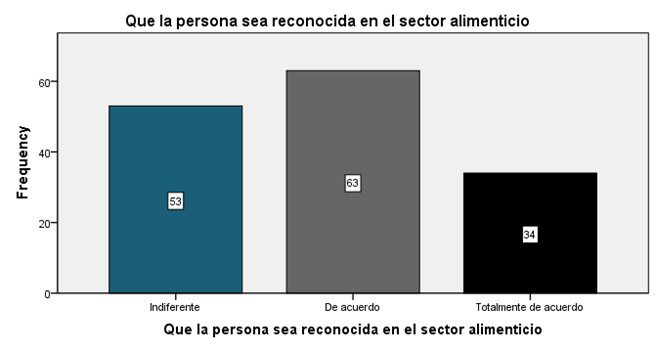 Que la persona sea reconocida en el sector alimenticio
Frequency
60
40
20
0
53
63
34
Indiferente
De acuerdo
Totalmente de acuerdo
Que la persona sea reconocida en el sector alimenticio